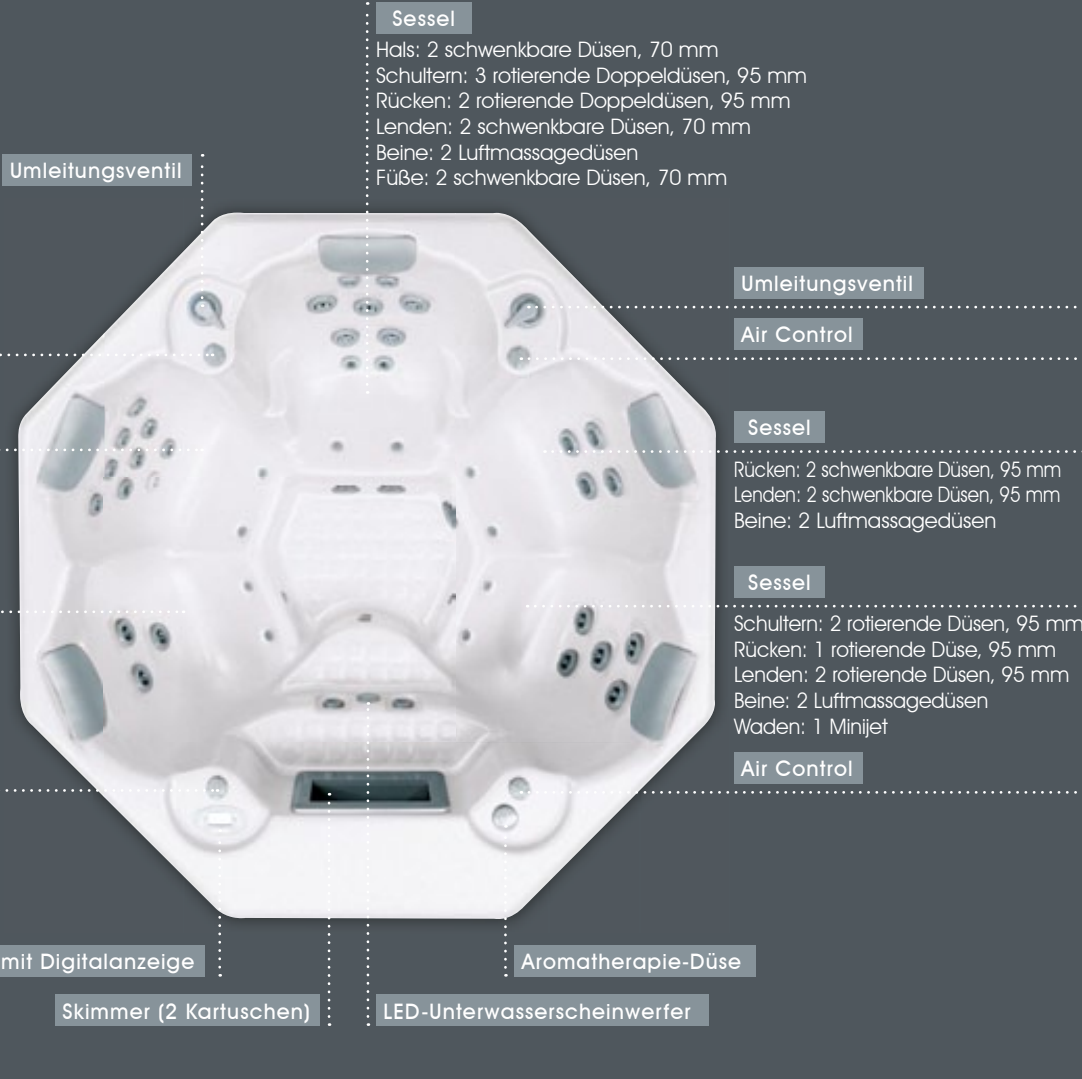 Sessel
Hals: 2 schwenkbare Düsen, 70 mm
Schultern: 3 rotierende Doppeldüsen, 95 mm
Rücken: 2 rotierende Doppeldüsen, 95 mm
Lenden: 2 schwenkbare Düsen, 70 mm
Beine: 2 Luftmassagedüsen
Füße: 2 schwenkbare Düsen, 70 mm
Umleitungsventil
Umleitungsventil
Air Control
Sessel
Rücken: 2 schwenkbare Düsen, 95 mm
Lenden: 2 schwenkbare Düsen, 95 mm
Beine: 2 Luftmassagedüsen
Sessel
Schultern: 2 rotierende Düsen, 95 mm
Rücken: 1 rotierende Düse, 95 mm
Lenden: 2 rotierende Düsen, 95 mm
Beine: 2 Luftmassagedüsen
Waden: 1 Minijet
Air Control
mit Digitalanzeige
Aromatherapie-Düse
Skimmer (2 Kartuschen)
LED-Unterwasserscheinwerfer